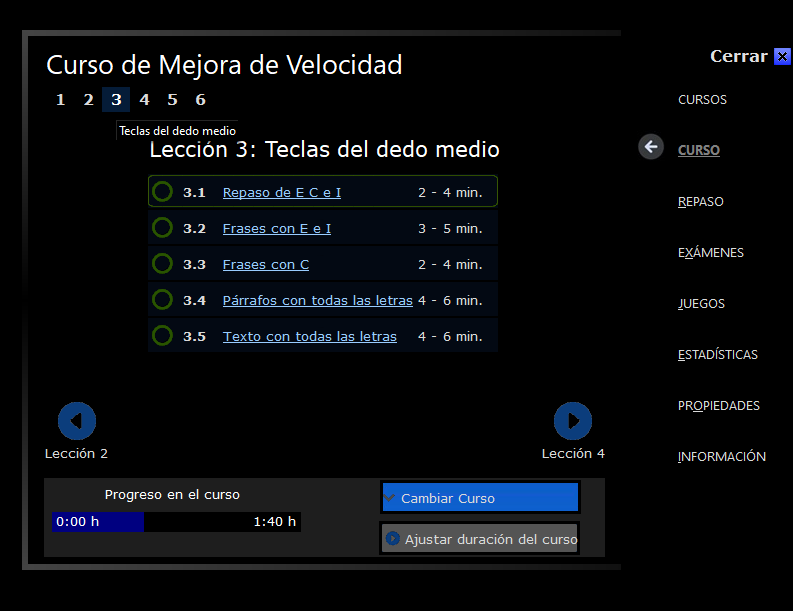 Cerrar
Curso de Mejora de Velocidad
1 2 3 4 5 6
Teclas del dedo medio
Lección 3: Teclas del dedo medio
3.1 Repaso de E C e I 2 - 4 min.
3.2 Frases con E e I 3 - 5 min.
3.3 Frases con C 2 - 4 min.
3.4 Párrafos con todas las letras 4 - 6 min.
3.5 Texto con todas las letras 4 - 6 min.
Lección 2
Lección 4
Progreso en el curso
0:00 h 1:40 h
Cambiar Curso
Ajustar duración del curso
CURSOS
CURSO
REPASO
EXÁMENES
JUEGOS
ESTADÍSTICAS
PROPIEDADES
INFORMACIÓN